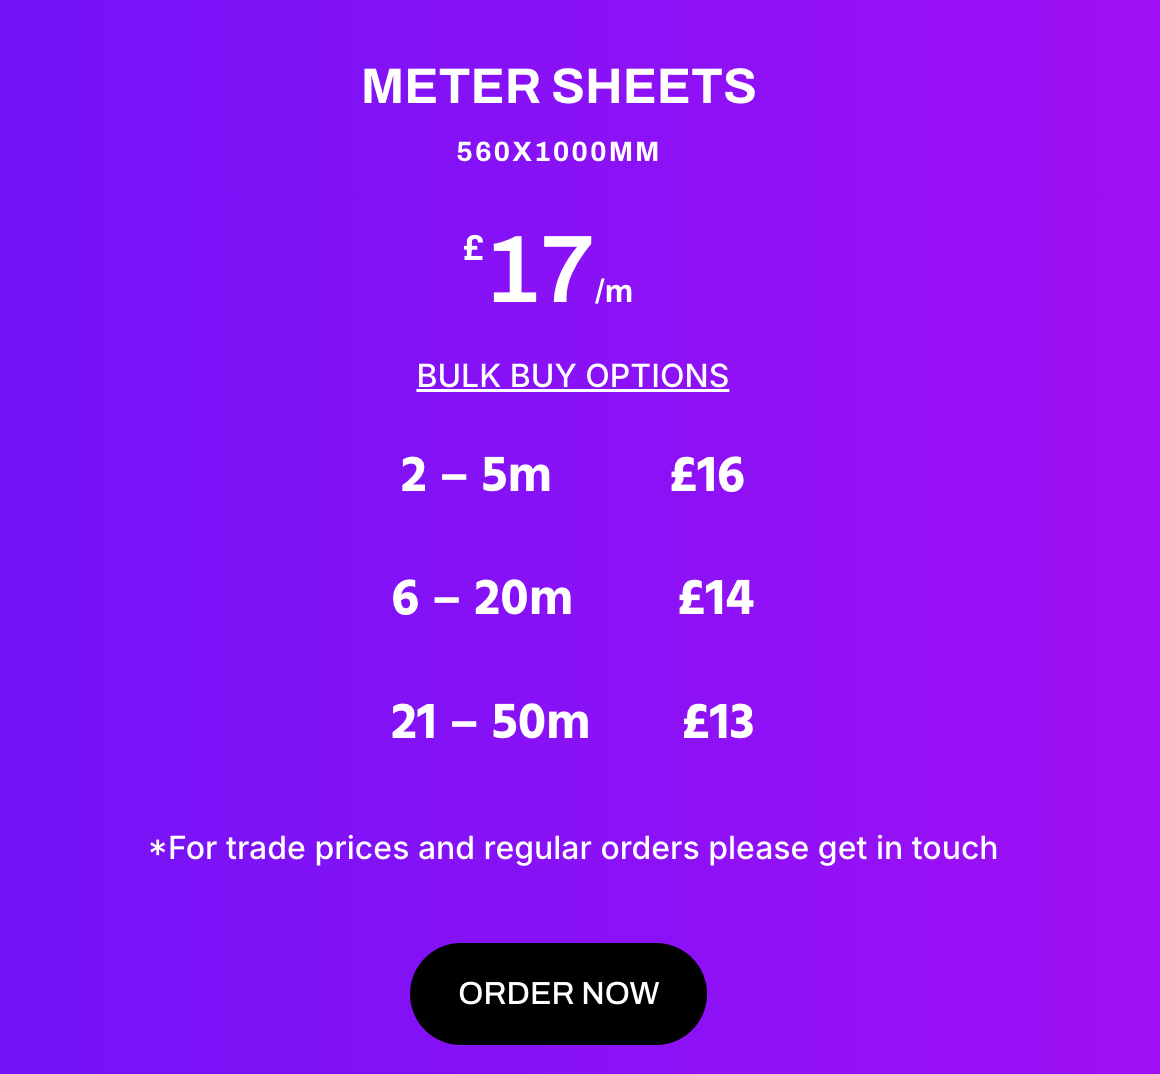 METER SHEETS
560X1000MM
£17/m
BULK BUY OPTIONS
2 – 5m £16
6 – 20m £14
21 – 50m £13
*For trade prices and regular orders please get in touch
ORDER NOW